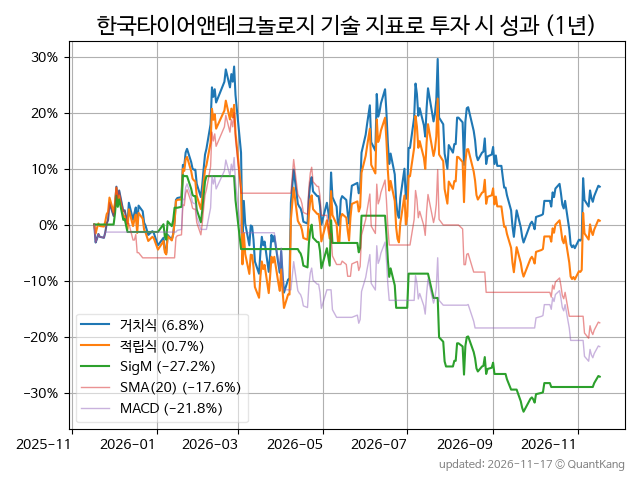 한국타이어앤테크놀로지 기술 지표로 투자 시 성과 (1년)
30%
20%
10%
0%
−10%
−20%
−30%
거치식 (6.8%)
적립식 (0.7%)
SigM (−27.2%)
SMA(20) (−17.6%)
MACD (−21.8%)
2025-11 2026-01 2026-03 2026-05 2026-07 2026-09 2026-11
updated: 2026-11-17 © QuantKang